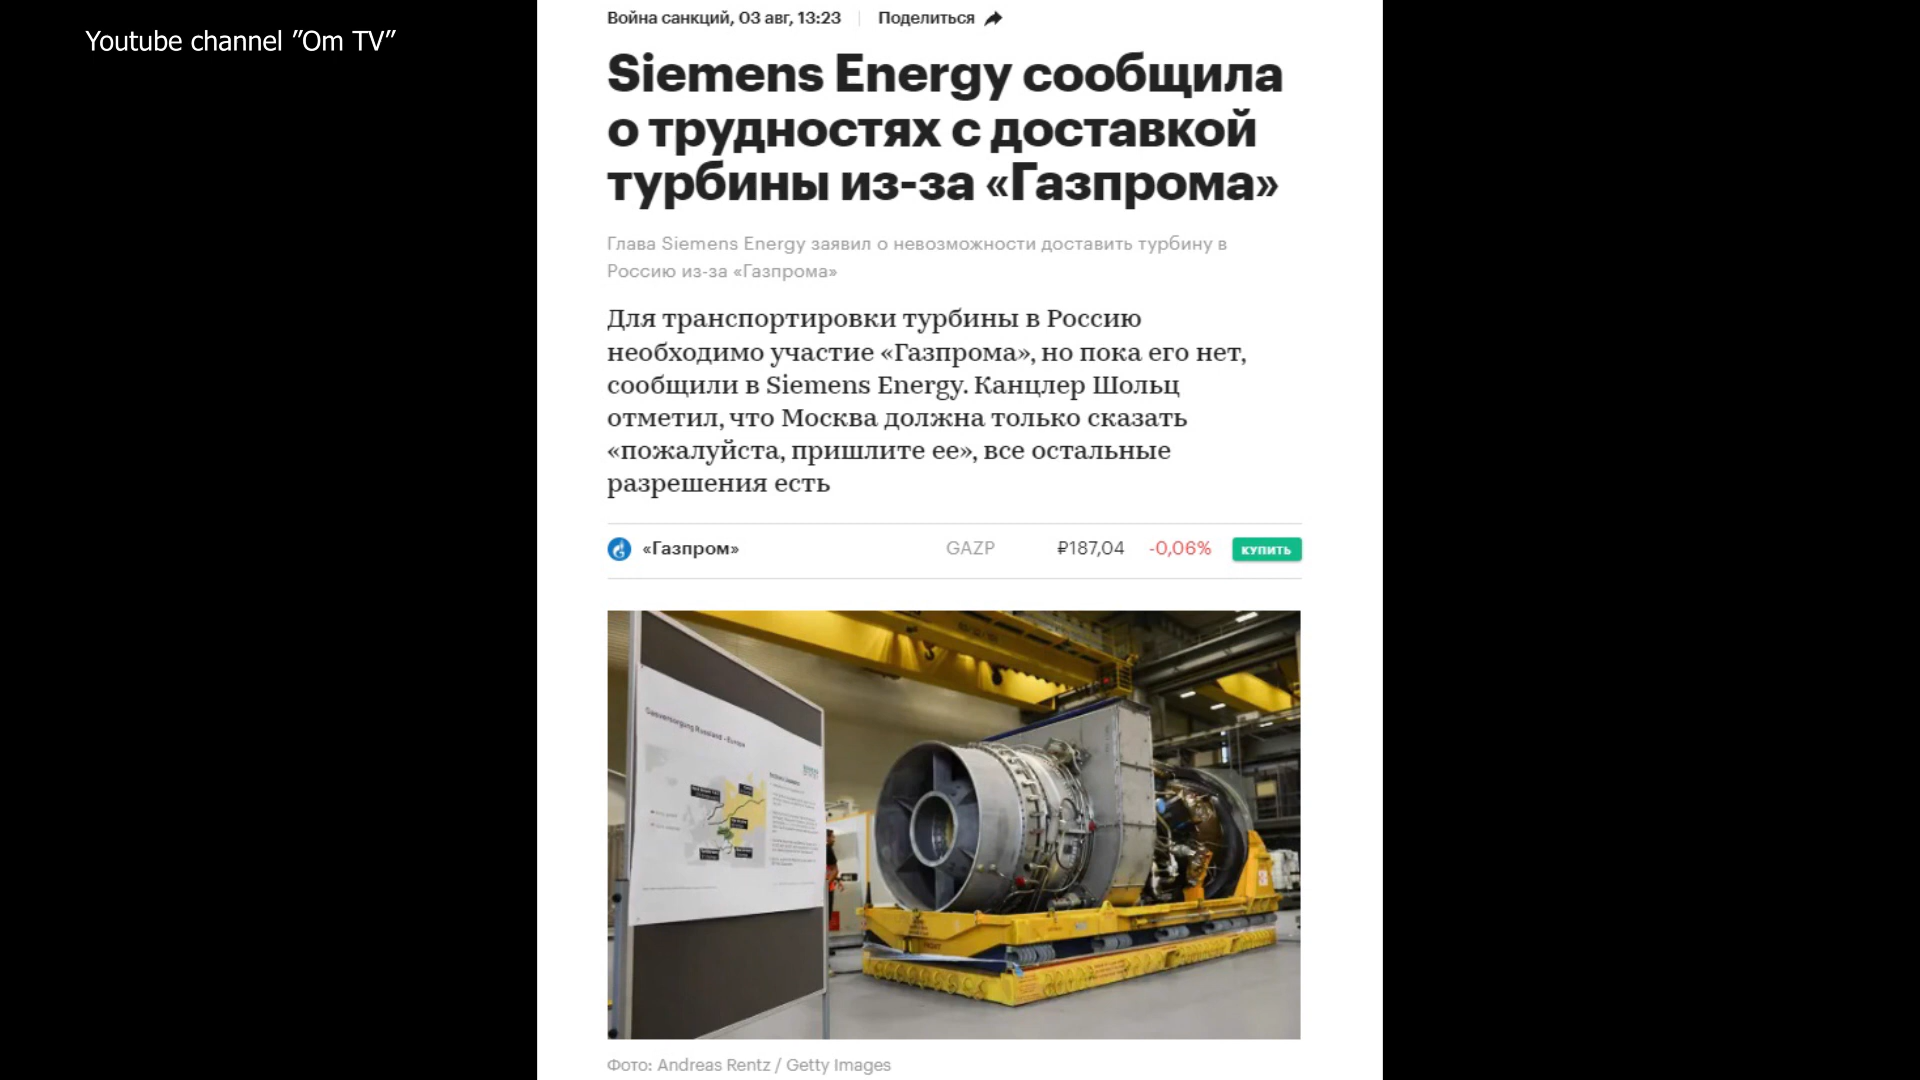 Youtube channel "Om TV"
Война санкций, 03 авг, 13:23
Поделиться
Siemens Energy сообщила
о трудностях с доставкой
турбины из-за «Газпрома»
Глава Siemens Energy заявил о невозможности доставить турбину в
Россию из-за «Газпрома»
Для транспортировки турбины в Россию
необходимо участие «Газпрома», но пока его нет,
сообщили в Siemens Energy. Канцлер Шольц
отметил, что Москва должна только сказать
«пожалуйста, пришлите ее», все остальные
разрешения есть
«Газпром» GAZP ₽187,04 -0,06% КУПИТЬ
Gasversorgung Russland - Europa
Фото: Andreas Rentz / Getty Images